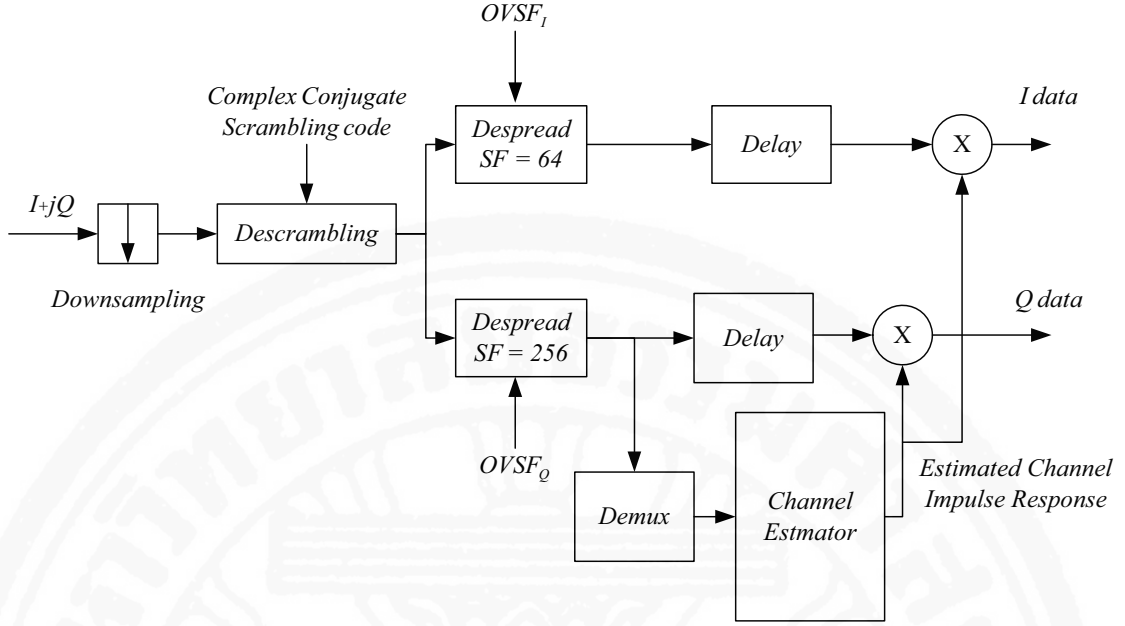 OVSF_I
Complex Conjugate
Scrambling code
I data
Despread
SF = 64
Delay
X
I+jQ
Descrambling
Downsampling
Q data
Despread
SF = 256
Delay
X
OVSF_Q
Demux
Channel
Estmator
Estimated Channel
Impulse Response